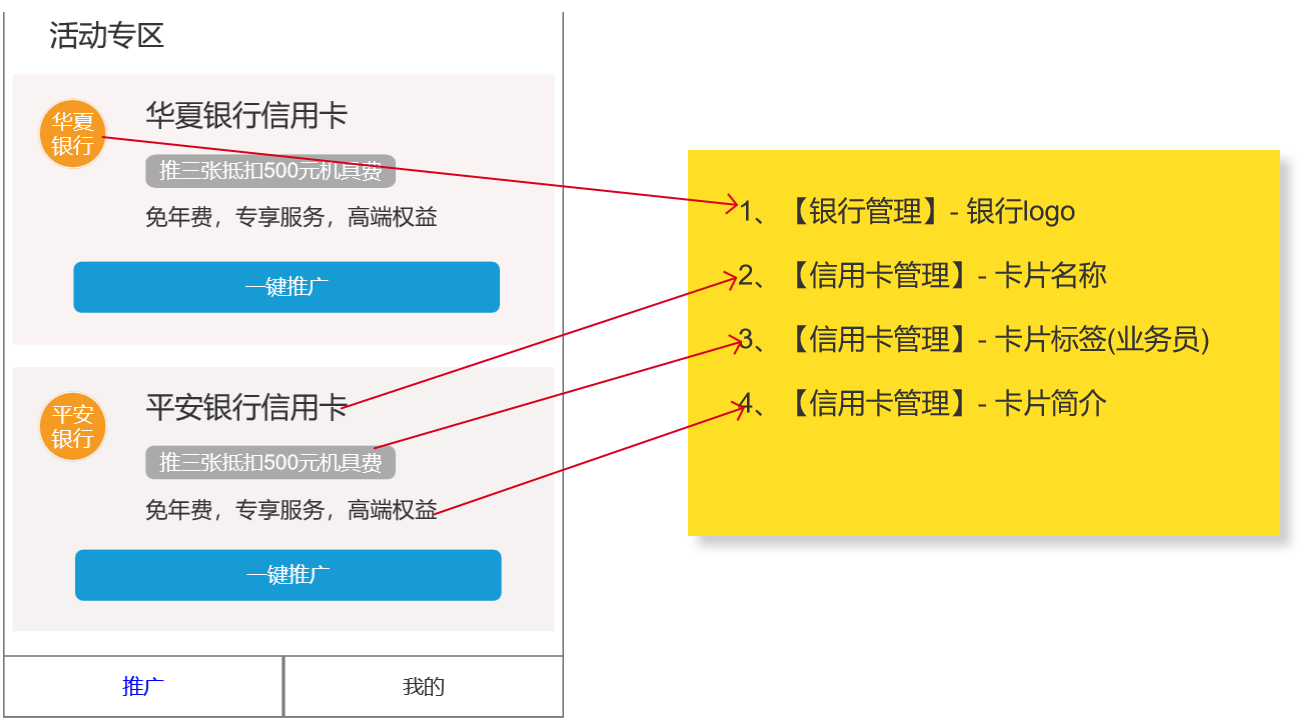 活动专区
华夏
银行
华夏银行信用卡
推三张抵扣500元机具费
免年费，专享服务，高端权益
一键推广
平安
银行
平安银行信用卡
推三张抵扣500元机具费
免年费，专享服务，高端权益
一键推广
推广
我的
1、【银行管理】- 银行logo
2、【信用卡管理】- 卡片名称
3、【信用卡管理】- 卡片标签(业务员)
4、【信用卡管理】- 卡片简介